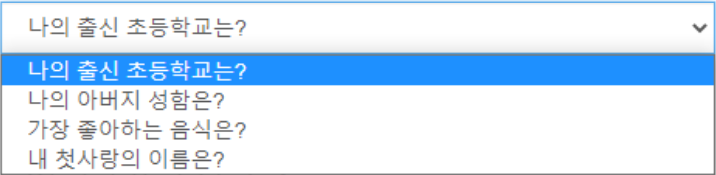 나의 출신 초등학교는?
나의 출신 초등학교는?
나의 아버지 성함은?
가장 좋아하는 음식은?
내 첫사랑의 이름은?